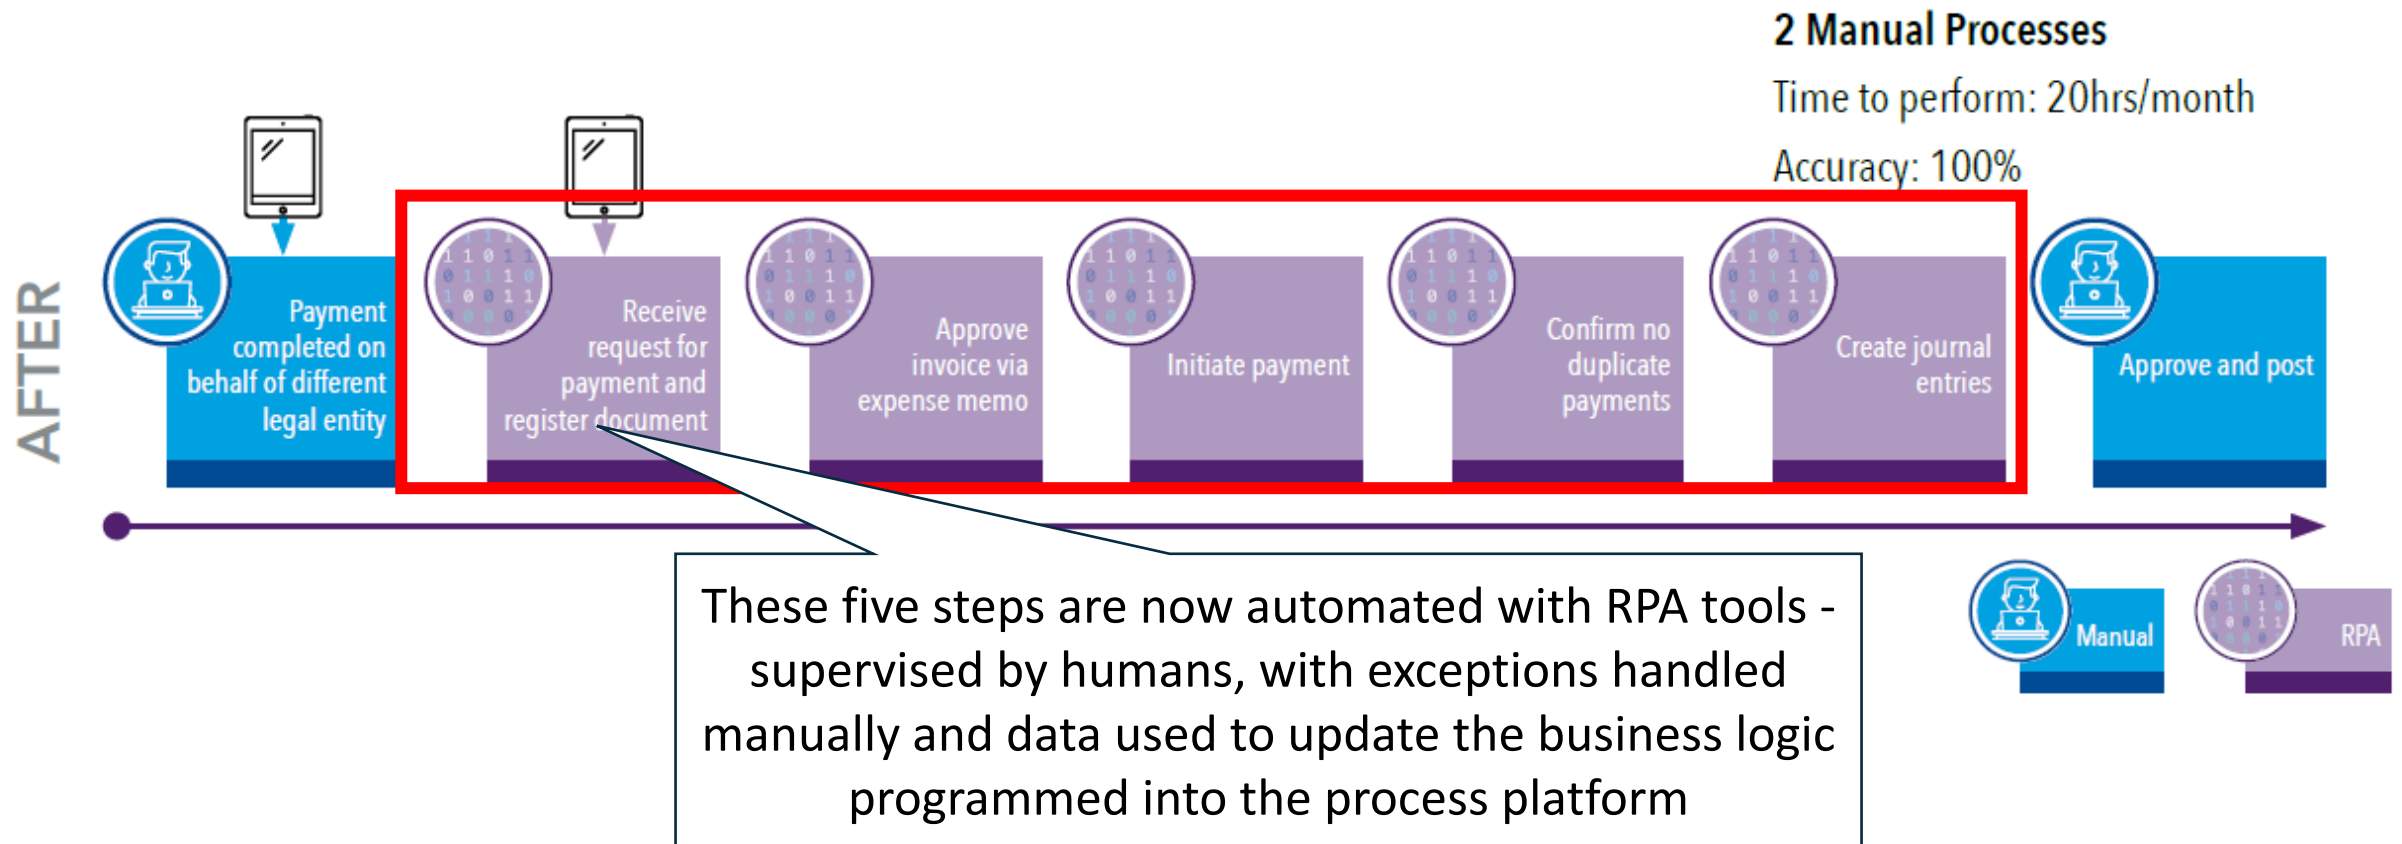 2 Manual Processes
Time to perform: 20hrs/month
Accuracy: 100%
AFTER
Payment
completed on
behalf of different
legal entity
Receive
request for
payment and
register document
Approve
invoice via
expense memo
Initiate payment
Confirm no
duplicate
payments
Create journal
entries
Approve and post
These five steps are now automated with RPA tools -
supervised by humans, with exceptions handled
manually and data used to update the business logic
programmed into the process platform
Manual
RPA